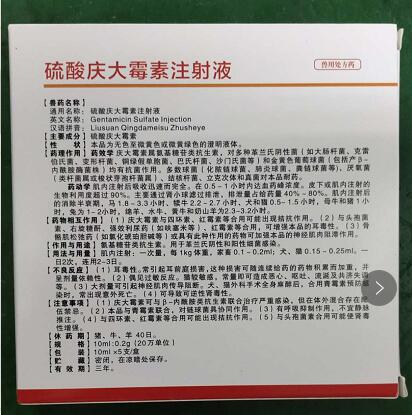 硫酸庆大霉素注射液
兽用处方药
【兽药名称】
通用名称：硫酸庆大霉素注射液
英文名称：Gentamicin Sulfate Injection
汉语拼音：Liusuan Qingdameisu Zhusheye
【主要成分】硫酸庆大霉素
【性 状】本品为无色至微黄色或微黄绿色的澄明液体。
【药理作用】药效学 庆大霉素属氨基糖苷类抗生素，对多种革兰氏阴性菌（如大肠杆菌、克雷
伯氏菌、变形杆菌、铜绿假单胞菌、巴氏杆菌、沙门氏菌等）和金黄色葡萄球菌（包括产β-
内酰胺酶菌株）均有抗菌作用。多数球菌（化脓链球菌、肺炎球菌、粪链球菌等）、厌氧菌
（类杆菌属或梭状芽孢杆菌属）、结核杆菌、立克次体和真菌对本品耐药。
药动学 肌内注射后吸收迅速而完全。在0.5～1小时内达血药峰浓度。皮下或肌内注射的
生物利用度超过90%。主要通过肾小球滤过排泄，排泄量占给药量40%～80%。肌内注射后
的消除半衰期，马1.8～3.3小时，犊牛2.2～2.7小时，犬和猫0.5～1.5小时，母牛和猪1小
时，兔为1～2小时，绵羊、水牛、黄牛和奶山羊为2.3～3.2小时。
【药物相互作用】（1）庆大霉素与四环素、红霉素等合用可能出现拮抗作用。（2）与头孢菌
素、右旋糖酐、强效利尿药（如呋塞米等）、红霉素等合用，可增强本品的耳毒性。（3）骨
骼肌松弛药（如氯化琥珀胆碱等）或具有此种作用的药物可加强本品的神经肌肉阻滞作用。
【作用与用途】氨基糖苷类抗生素。用于革兰氏阴性和阳性细菌感染。
【用法与用量】肌内注射：一次量，每1kg体重，家畜0.1～0.2ml；犬、猫0.15～0.25ml。一
日2次，连用2～3日。
【不良反应】（1）耳毒性。常引起耳前庭损害，这种损害可随连续给药的药物积累而加重，并
呈剂量依赖性。（2）偶见过敏反应。猫较敏感，常量即可造成恶心、呕吐、流涎及共济失调
等。（3）大剂量可引起神经肌肉传导阻断。犬、猫外科手术全身麻醉后，合用青霉素预防感
染时，常出现意外死亡。（4）可导致可逆性肾毒性。
【注意事项】（1）庆大霉素可与β-内酰胺类抗生素联合治疗严重感染，但在体外混合存在配
伍禁忌。（2）本品与青霉素联合，对链球菌具协同作用。（3）有呼吸抑制作用，不宜静脉
推注。（4）与四环素、红霉素等合用可能出现拮抗作用。（5）与头孢菌素合用可能使肾毒
性增强。
【休 药 期】猪、牛、羊 40日。
【规 格】10ml:0.2g（20万单位）
【包 装】10ml×5支/盒
【贮 藏】密闭，在凉暗处保存。
【有 效 期】三年。